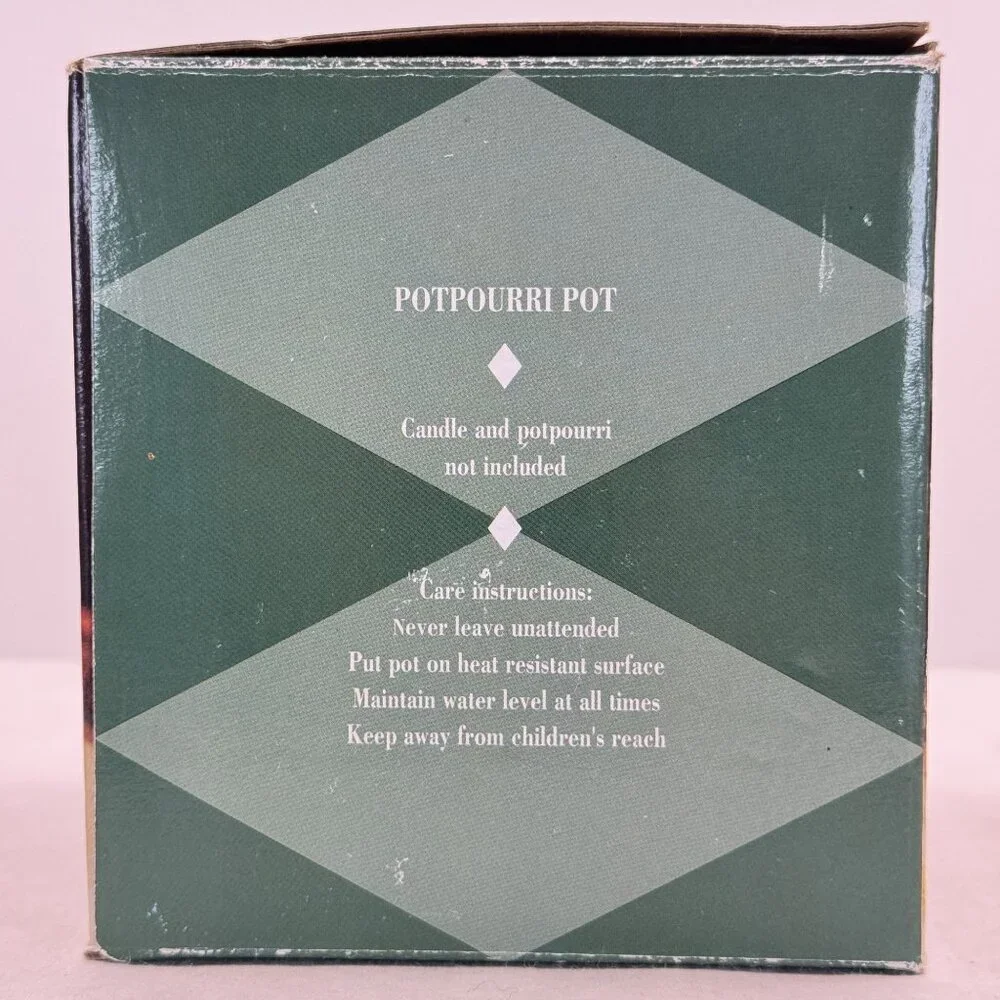 POTPOURRI POT
Candle and potpourri
not included
Care instructions:
Never leave unattended
Put pot on heat resistant surface
Maintain water level at all times
Keep away from children's reach